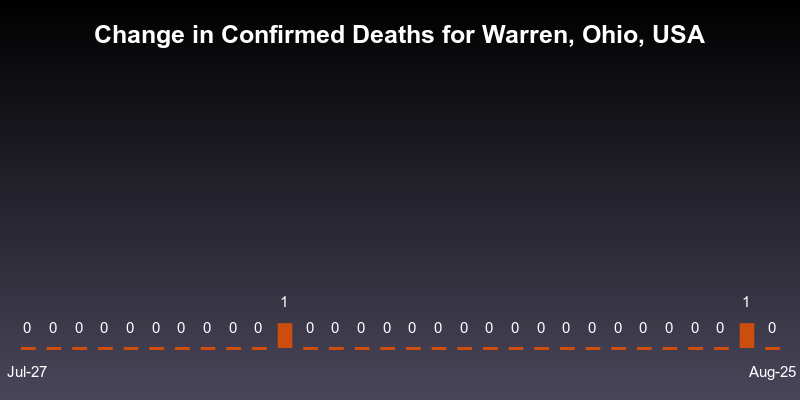 Change in Confirmed Deaths for Warren, Ohio, USA
1 1
0 0 0 0 0 0 0 0 0 0 0 0 0 0 0 0 0 0 0 0 0 0 0 0 0 0 0 0
Jul-27 Aug-25